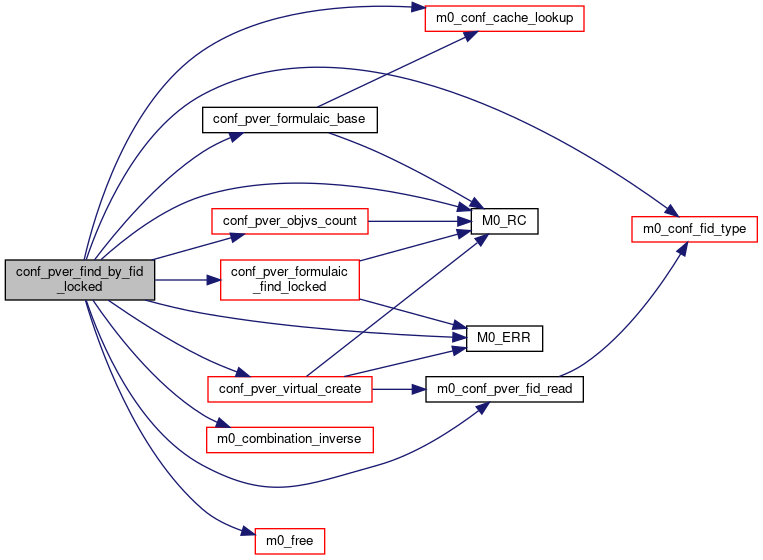 m0_conf_cache_lookup
conf_pver_formulaic_base
conf_pver_objvs_count
M0_RC
m0_conf_fid_type
conf_pver_find_by_fid
_locked
conf_pver_formulaic
_find_locked
M0_ERR
conf_pver_virtual_create
m0_conf_pver_fid_read
m0_combination_inverse
m0_free